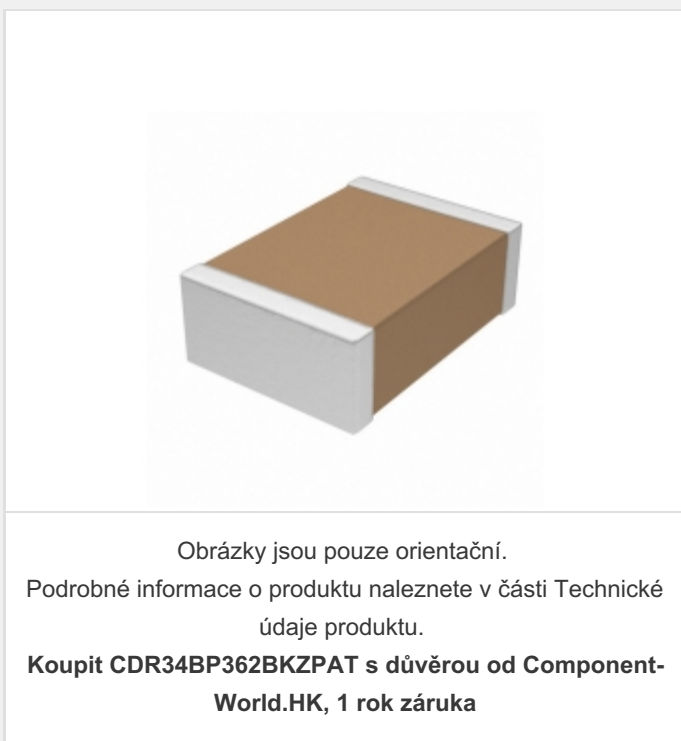 Obrázky jsou pouze orientační.
Podrobné informace o produktu naleznete v části Technické
údaje produktu.
Koupit CDR34BP362BKZPAT s důvěrou od Component-
World.HK, 1 rok záruka